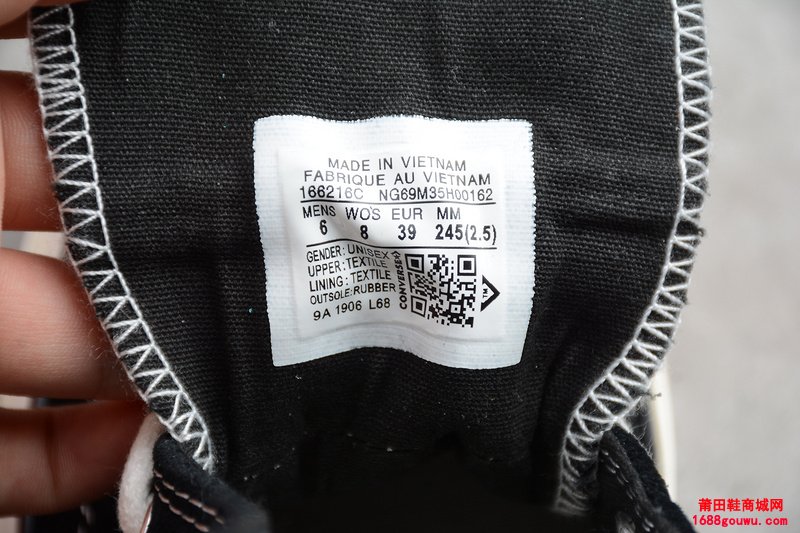 MADE IN VIETNAM
FABRIQUE AU VIETNAM
166216C NG69M35H00162
MENS WO'S EUR MM
6 8 39 245(2.5)
GENDER: UNISEX
UPPER: TEXTILE
LINING: TEXTILE
OUTSOLE: RUBBER
9A 1906 L68
CONVERSE
TM
莆田鞋商城网
1688gouwu.com